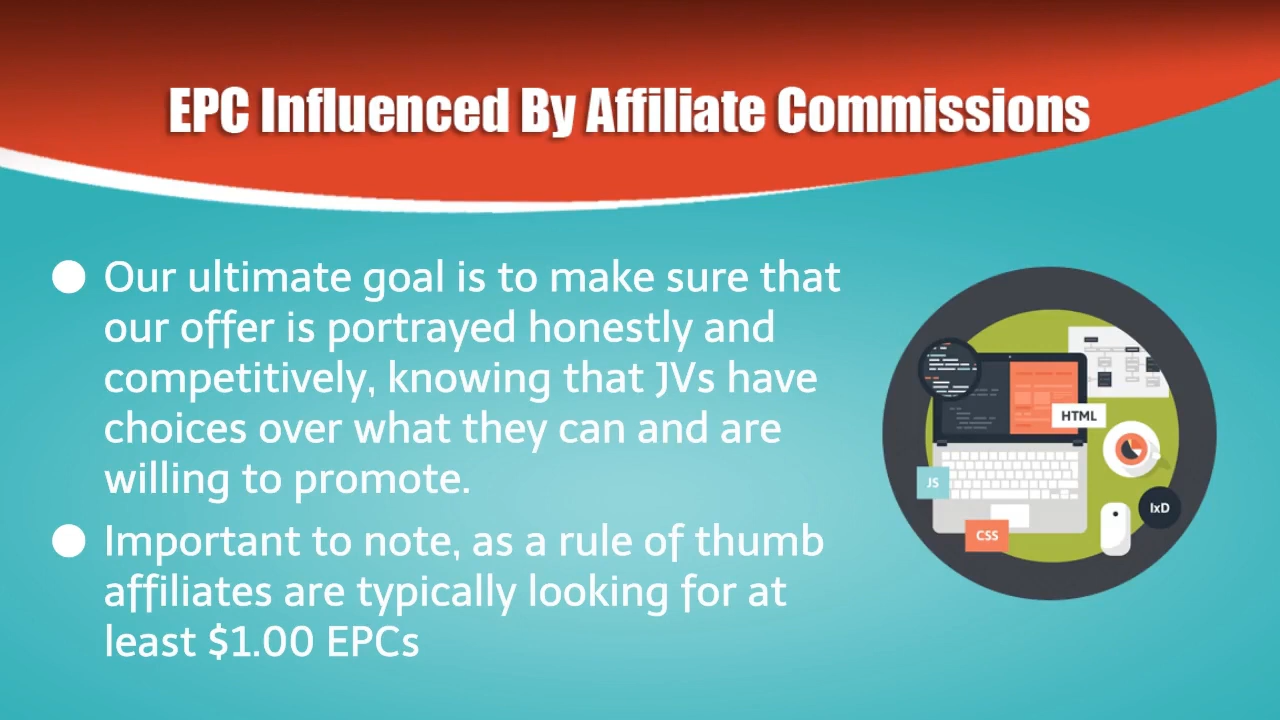 EPC Influenced By Affiliate Commissions
Our ultimate goal is to make sure that
our offer is portrayed honestly and
competitively, knowing that JVs have
choices over what they can and are
willing to promote.
Important to note, as a rule of thumb
affiliates are typically looking for at
least $1.00 EPCs
HTML
JS
IxD
CSS